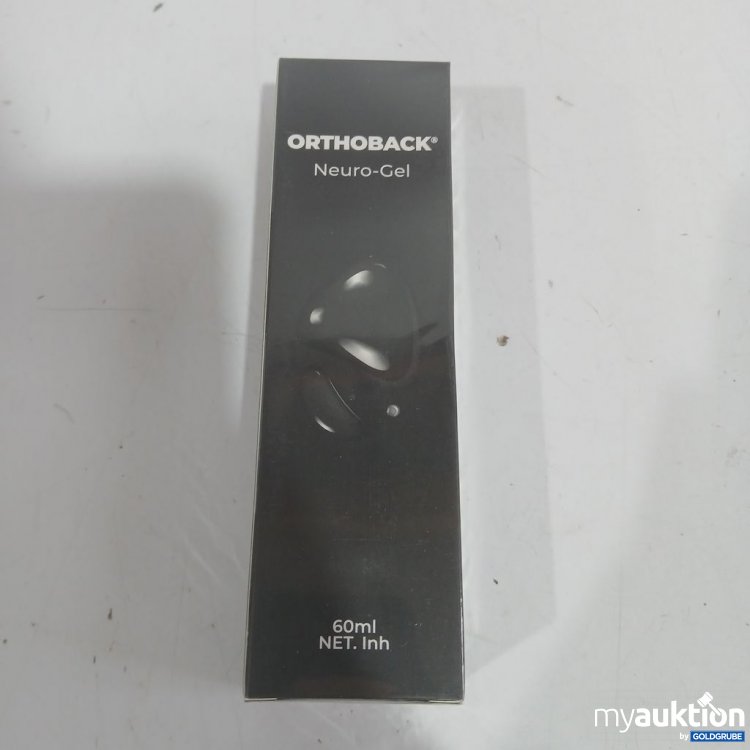 ORTHOBACK®
Neuro-Gel
60ml
NET. Inh
myauktion
by GOLDGRUBE